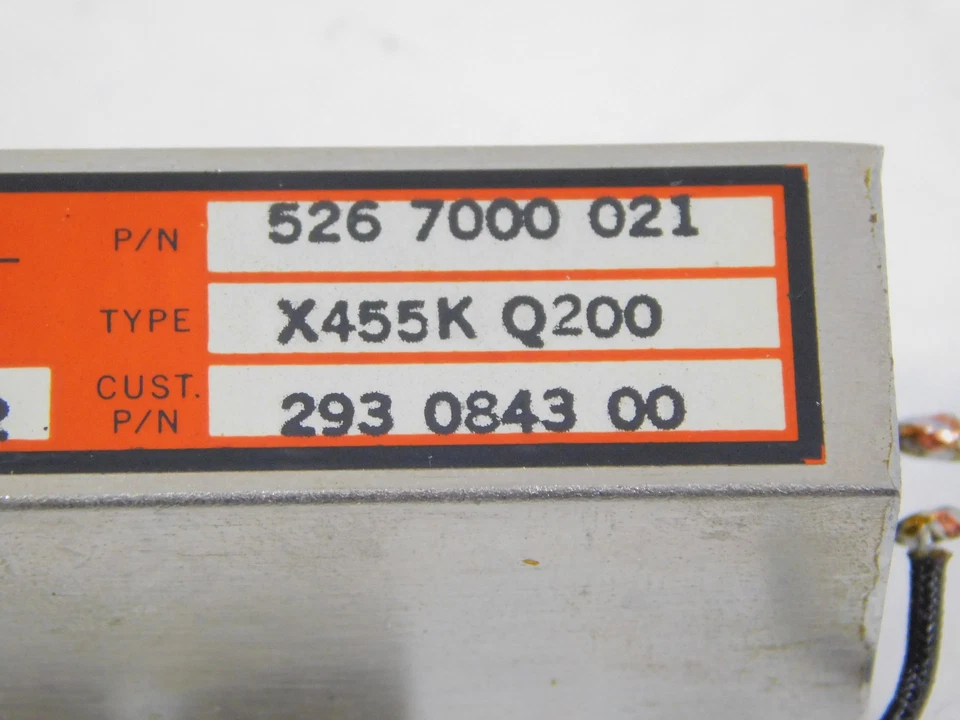 P/N 526 7000 021
TYPE X455K Q200
CUST.
P/N 293 0843 00